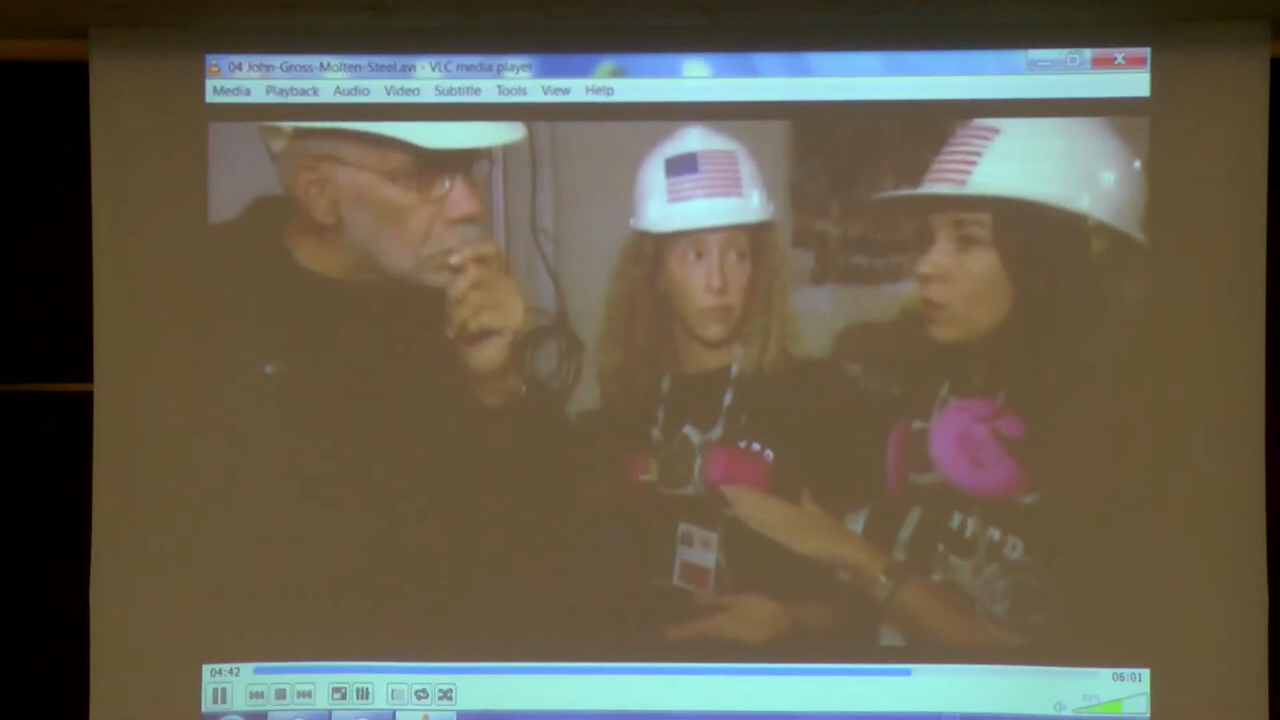 04 John-Gross-Molten-Steel.avi - VLC media player
Media Playback Audio Video Subtitle Tools View Help
04:42
06:01